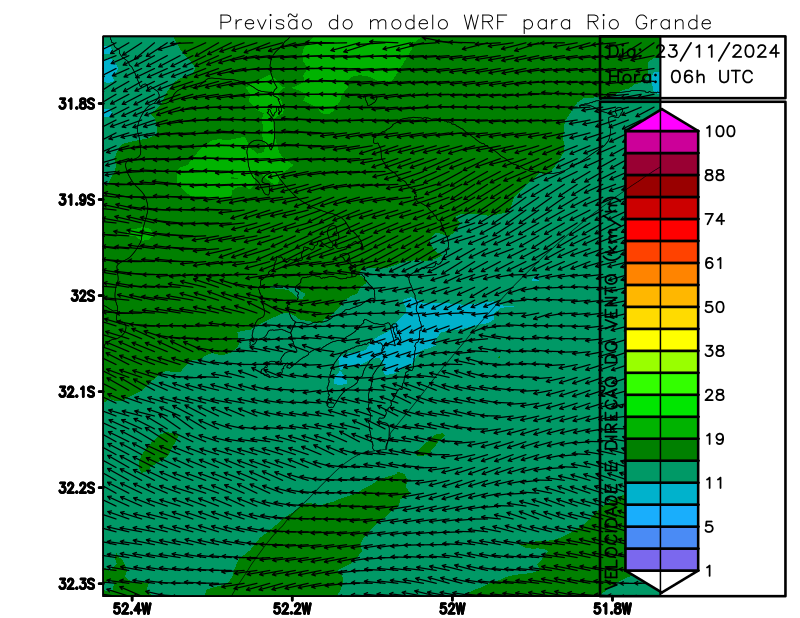 Previsão do modelo WRF para Rio Grande
Dia: 23/11/2024
Hora: 06h UTC
VELOCIDADE E DIREÇÃO DO VENTO (km/h)
100
88
74
61
50
38
28
19
11
5
1
31.8S
31.9S
32S
32.1S
32.2S
32.3S
52.4W 52.2W 52W 51.8W